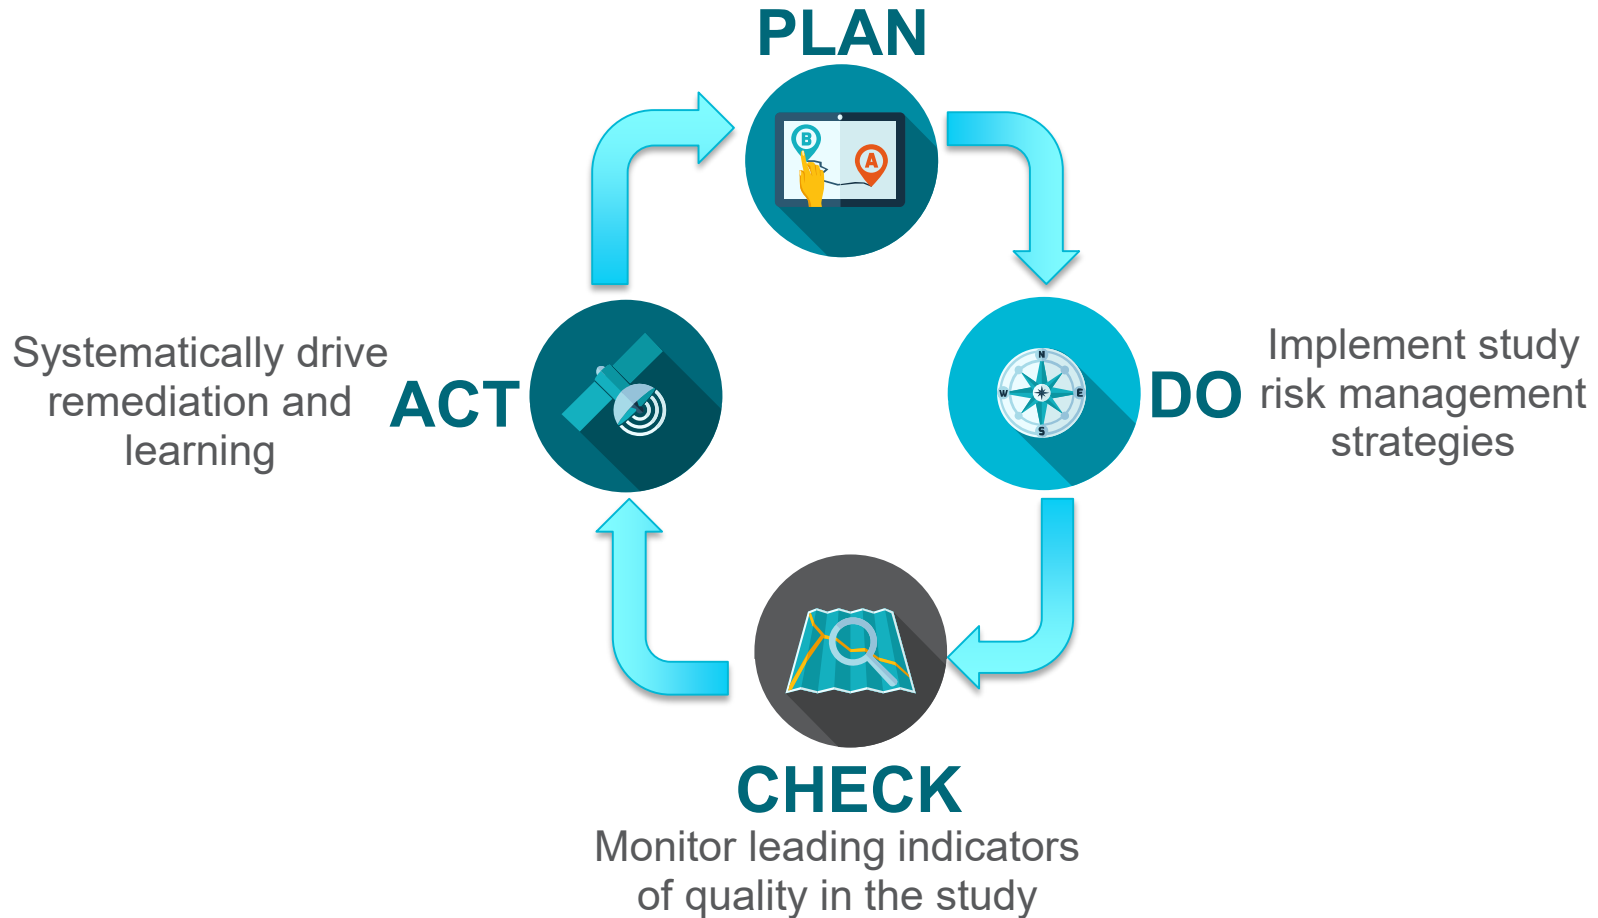 PLAN
B
A
Systematically drive
remediation and
learning
ACT
N
W
E
S
DO
Implement study
risk management
strategies
CHECK
Monitor leading indicators
of quality in the study